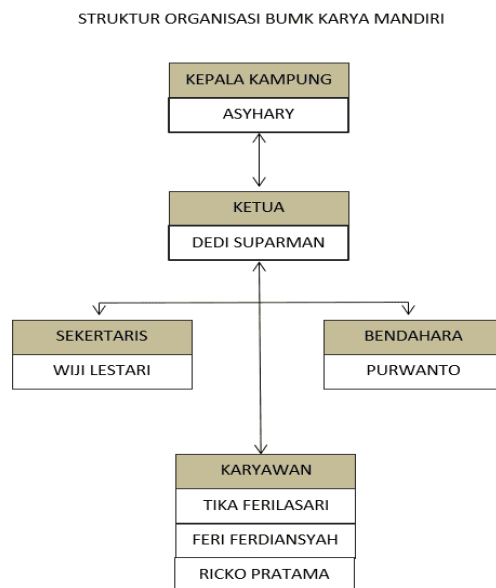 STRUKTUR ORGANISASI BUMK KARYA MANDIRI
KEPALA KAMPUNG
ASYHARY
KETUA
DEDI SUPARMAN
SEKERTARIS
WIJI LESTARI
BENDAHARA
PURWANTO
KARYAWAN
TIKA FERILASARI
FERI FERDIANSYAH
RICKO PRATAMA